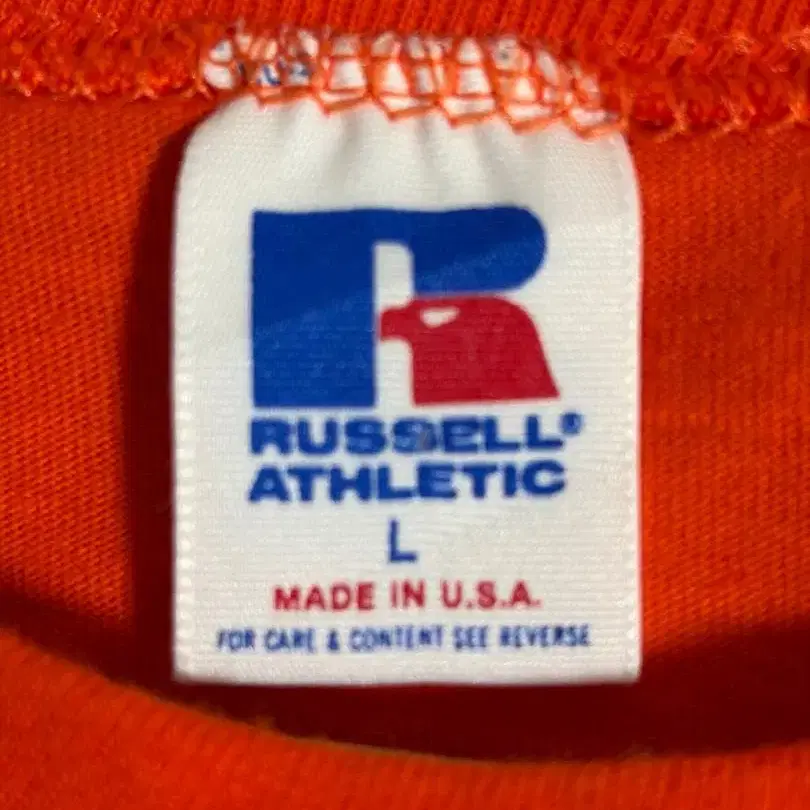 R
RUSSELL®
ATHLETIC
L
MADE IN U.S.A.
FOR CARE & CONTENT SEE REVERSE